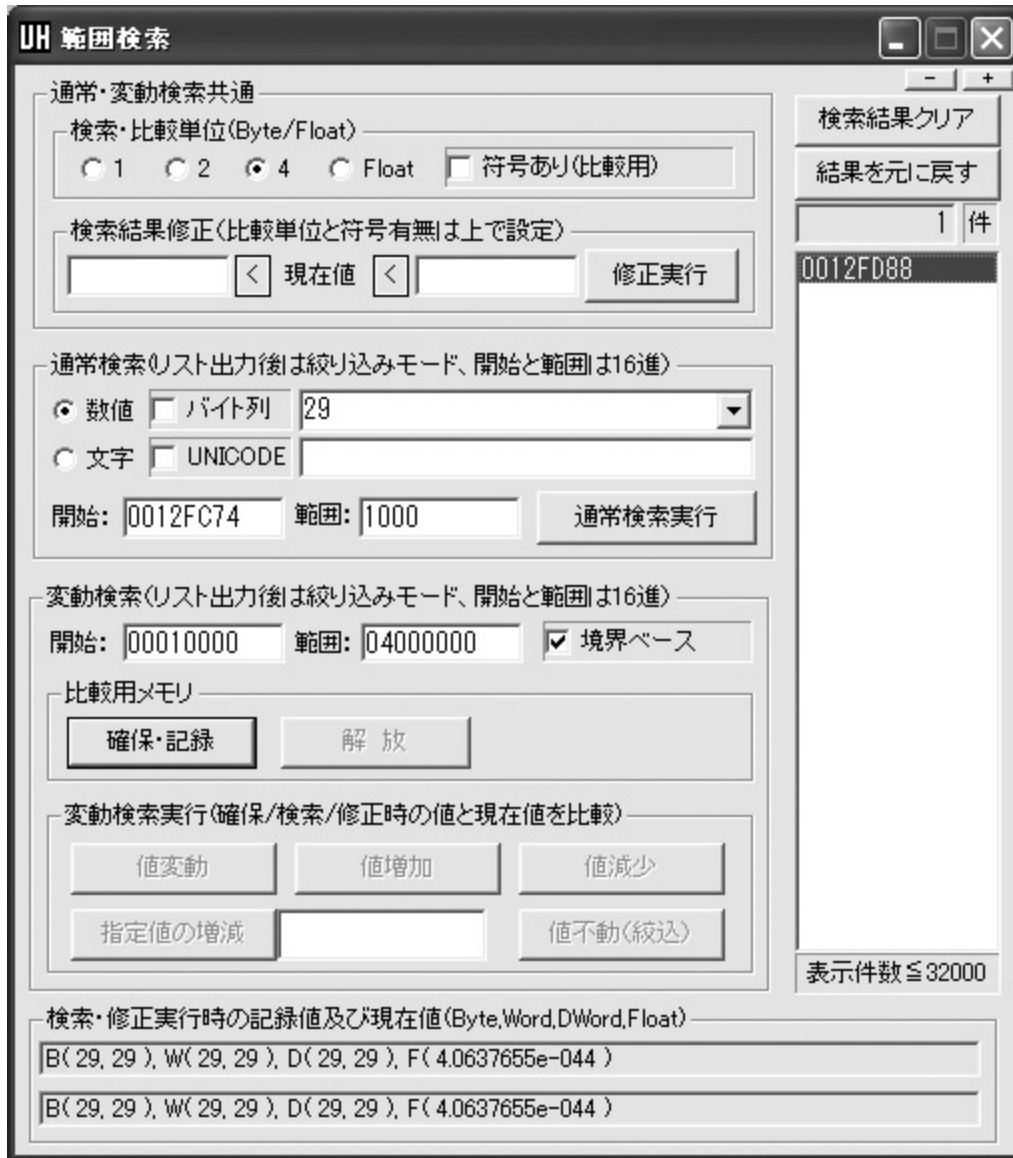 UH 範囲検索
通常・変動検索共通
検索・比較単位(Byte/Float)
1 2 4 Float 符号あり(比較用)
検索結果修正(比較単位と符号有無は上で設定)
< 現在値 < 修正実行
通常検索(リスト出力後は絞り込みモード、開始と範囲は16進)
数値 バイト列 29
文字 UNICODE
開始: 0012FC74 範囲: 1000 通常検索実行
変動検索(リスト出力後は絞り込みモード、開始と範囲は16進)
開始: 00010000 範囲: 04000000 境界ベース
比較用メモリ
確保・記録 解 放
変動検索実行(確保/検索/修正時の値と現在値を比較)
値変動 値増加 値減少
指定値の増減 値不動(絞込)
- +
検索結果クリア
結果を元に戻す
1 件
0012FD88
表示件数≦32000
検索・修正実行時の記録値及び現在値(Byte,Word,DWord,Float)
B( 29, 29 ), W( 29, 29 ), D( 29, 29 ), F( 4.0637655e-044 )
B( 29, 29 ), W( 29, 29 ), D( 29, 29 ), F( 4.0637655e-044 )